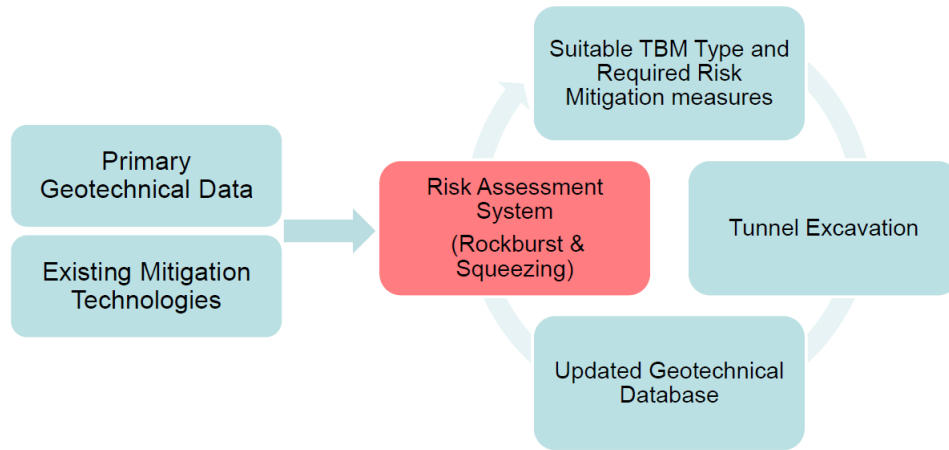 Primary
Geotechnical Data
Existing Mitigation
Technologies
Risk Assessment
System
(Rockburst &
Squeezing)
Suitable TBM Type and
Required Risk
Mitigation measures
Tunnel Excavation
Updated Geotechnical
Database